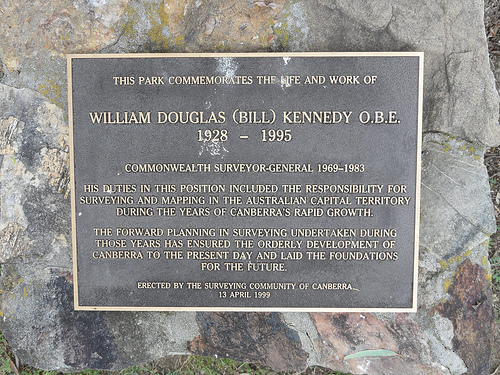 THIS PARK COMMEMORATES THE LIFE AND WORK OF
WILLIAM DOUGLAS (BILL) KENNEDY O.B.E.
1928 – 1995
COMMONWEALTH SURVEYOR-GENERAL 1969–1983
HIS DUTIES IN THIS POSITION INCLUDED THE RESPONSIBILITY FOR
SURVEYING AND MAPPING IN THE AUSTRALIAN CAPITAL TERRITORY
DURING THE YEARS OF CANBERRA'S RAPID GROWTH.
THE FORWARD PLANNING IN SURVEYING UNDERTAKEN DURING
THOSE YEARS HAS ENSURED THE ORDERLY DEVELOPMENT OF
CANBERRA TO THE PRESENT DAY AND LAID THE FOUNDATIONS
FOR THE FUTURE.
ERECTED BY THE SURVEYING COMMUNITY OF CANBERRA
13 APRIL 1999